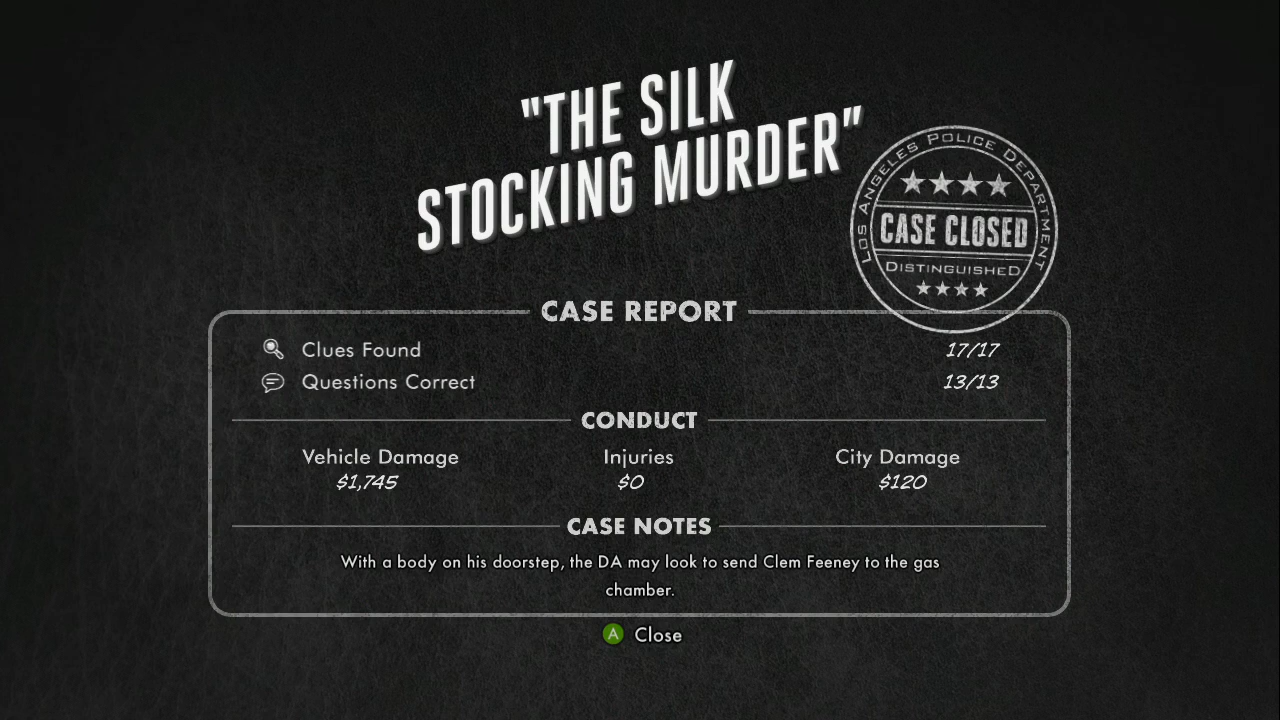 "THE SILK
STOCKING MURDER"
LOS ANGELES POLICE DEPARTMENT
CASE CLOSED
DISTINGUISHED
CASE REPORT
Clues Found 17/17
Questions Correct 13/13
CONDUCT
Vehicle Damage Injuries City Damage
$1,745 $0 $120
CASE NOTES
With a body on his doorstep, the DA may look to send Clem Feeney to the gas
chamber.
A Close